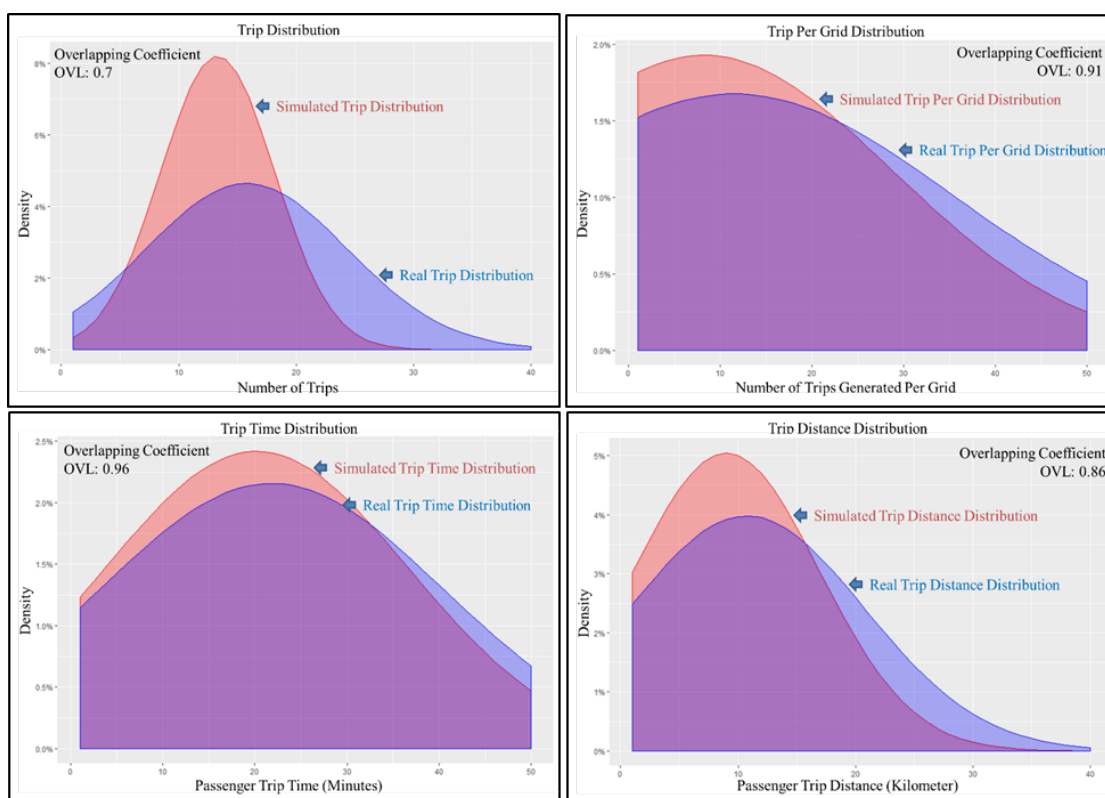 Trip Distribution
Overlapping Coefficient
OVL: 0.7
8%
6%
4%
2%
0%
Density
Simulated Trip Distribution
Real Trip Distribution
0
10
20
30
40
Number of Trips
Trip Per Grid Distribution
Overlapping Coefficient
OVL: 0.91
2.0%
1.5%
1.0%
0.5%
0.0%
Density
Simulated Trip Per Grid Distribution
Real Trip Per Grid Distribution
0
10
20
30
40
50
Number of Trips Generated Per Grid
Trip Time Distribution
Overlapping Coefficient
OVL: 0.96
2.5%
2.0%
1.5%
1.0%
0.5%
0.0%
Density
Simulated Trip Time Distribution
Real Trip Time Distribution
0
10
20
30
40
50
Passenger Trip Time (Minutes)
Trip Distance Distribution
Overlapping Coefficient
OVL: 0.86
5%
4%
3%
2%
1%
0%
Density
Simulated Trip Distance Distribution
Real Trip Distance Distribution
0
10
20
30
40
Passenger Trip Distance (Kilometer)